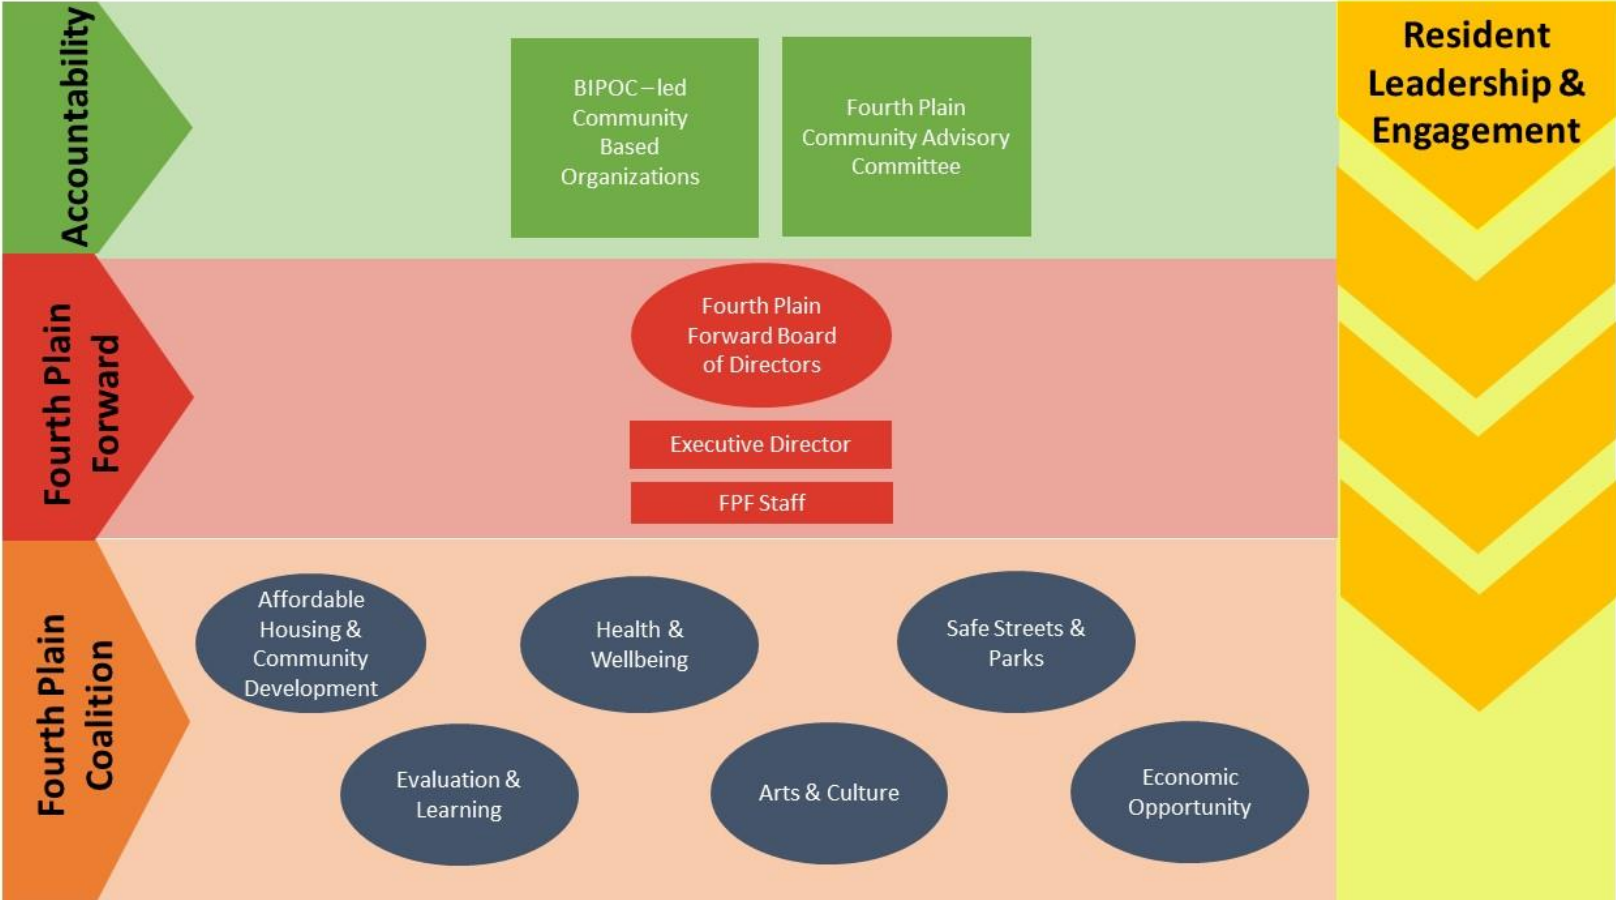 Accountability
BIPOC – led
Community
Based
Organizations
Fourth Plain
Community Advisory
Committee
Resident
Leadership &
Engagement
Fourth Plain
Forward
Fourth Plain
Forward Board
of Directors
Executive Director
FPF Staff
Fourth Plain
Coalition
Affordable
Housing &
Community
Development
Health &
Wellbeing
Safe Streets &
Parks
Evaluation &
Learning
Arts & Culture
Economic
Opportunity